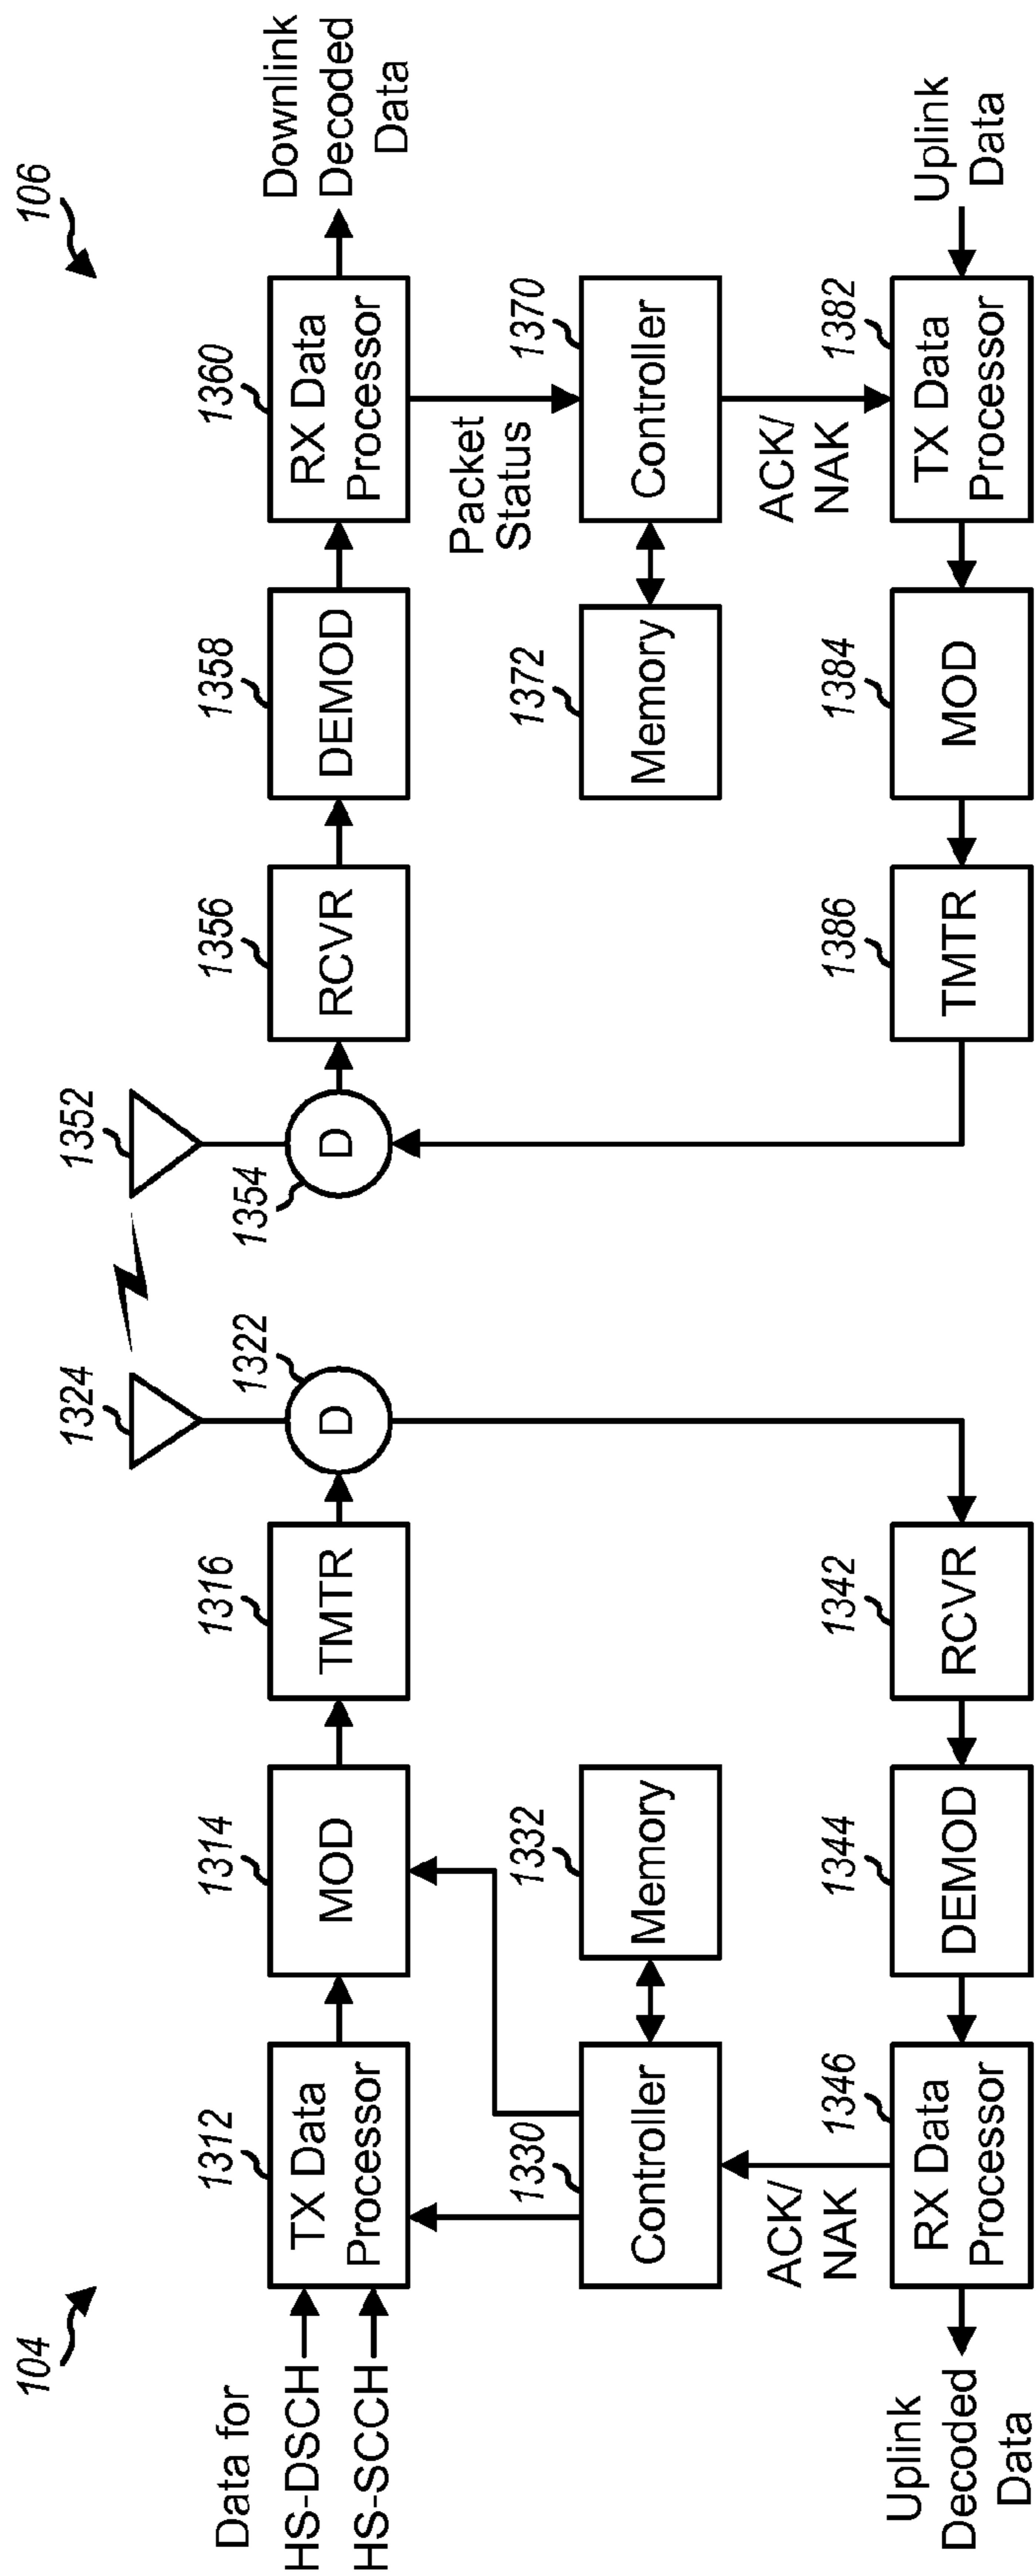 104
106
Data for
HS-DSCH
HS-SCCH
1312
TX Data
Processor
1314
MOD
1316
TMTR
1322
D
1324
1352
1354
D
1356
RCVR
1358
DEMOD
1360
RX Data
Processor
Downlink
Decoded
Data
1330
Controller
1332
Memory
1372
Memory
Packet
Status
1370
Controller
ACK/
NAK
ACK/
NAK
Uplink
Decoded
Data
1346
RX Data
Processor
1344
DEMOD
1342
RCVR
1386
TMTR
1384
MOD
1382
TX Data
Processor
Uplink
Data